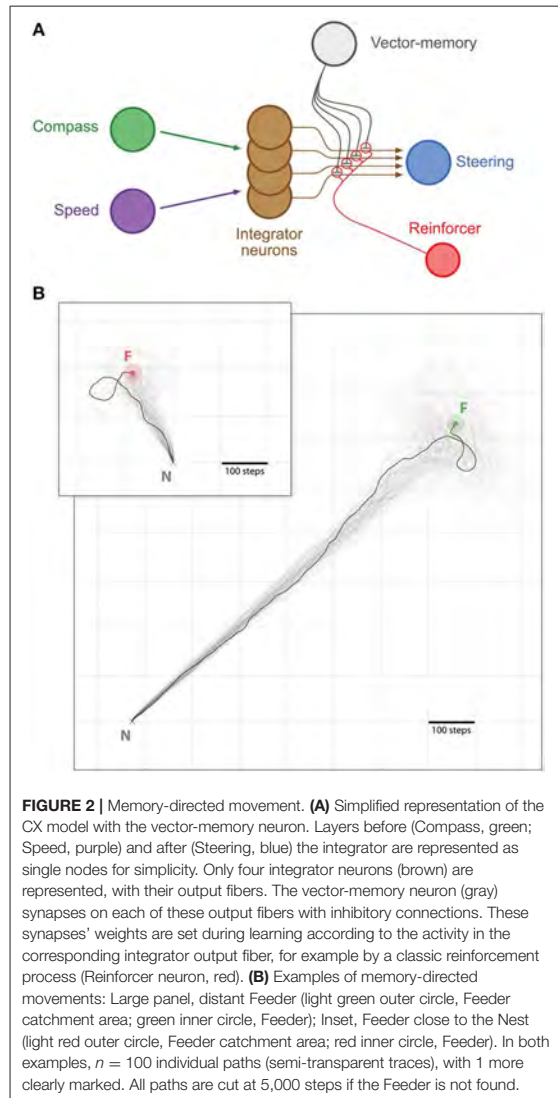 A
Vector-memory
Compass
Steering
Speed
Integrator
neurons
Reinforcer
B
F
N
100 steps
F
N
100 steps
FIGURE 2 | Memory-directed movement. (A) Simplified representation of the
CX model with the vector-memory neuron. Layers before (Compass, green;
Speed, purple) and after (Steering, blue) the integrator are represented as
single nodes for simplicity. Only four integrator neurons (brown) are
represented, with their output fibers. The vector-memory neuron (gray)
synapses on each of these output fibers with inhibitory connections. These
synapses' weights are set during learning according to the activity in the
corresponding integrator output fiber, for example by a classic reinforcement
process (Reinforcer neuron, red). (B) Examples of memory-directed
movements: Large panel, distant Feeder (light green outer circle, Feeder
catchment area; green inner circle, Feeder); Inset, Feeder close to the Nest
(light red outer circle, Feeder catchment area; red inner circle, Feeder). In both
examples, n = 100 individual paths (semi-transparent traces), with 1 more
clearly marked. All paths are cut at 5,000 steps if the Feeder is not found.